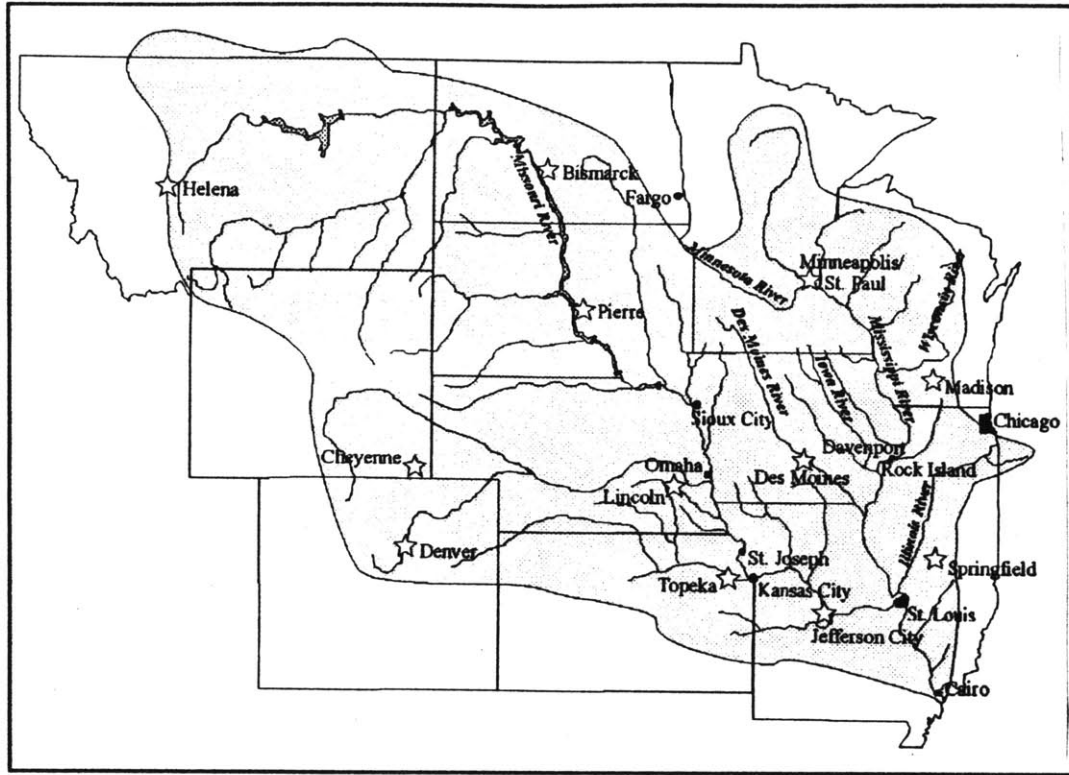 Helena
Missouri River
Bismarck
Fargo
Minnesota River
Minneapolis/
St. Paul
Wisconsin River
Pierre
Des Moines River
Mississippi River
Iowa River
Madison
Sioux City
Chicago
Davenport
Cheyenne
Omaha
Des Moines
Rock Island
Lincoln
Illinois River
Denver
St. Joseph
Springfield
Topeka
Kansas City
St. Louis
Jefferson City
Cairo